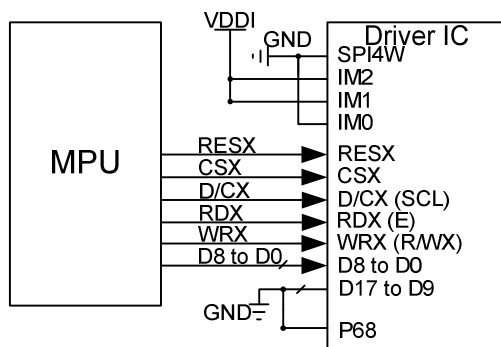 VDDI
Driver IC
GND
SPI4W
IM2
IM1
IM0
MPU
RESX
RESX
CSX
CSX
D/CX
D/CX (SCL)
RDX
RDX (E)
WRX
WRX (R/WX)
D8 to D0
D8 to D0
D17 to D9
GND
P68